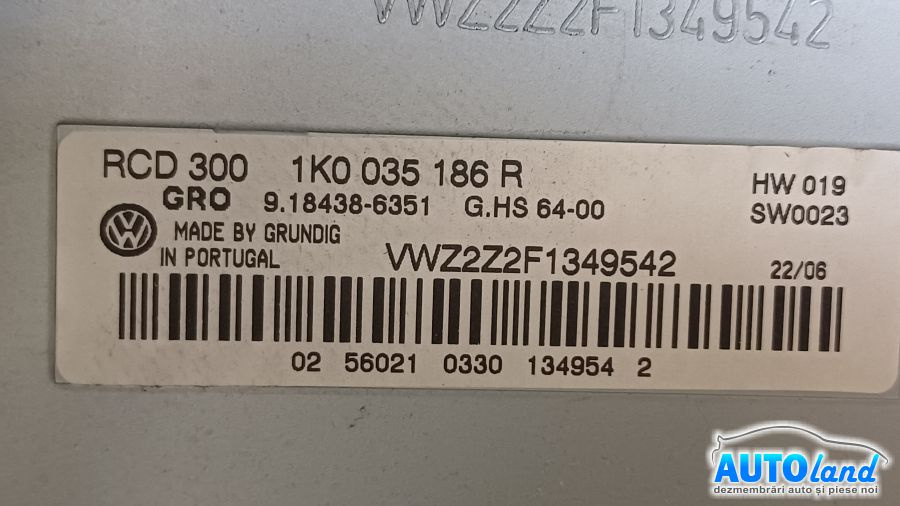 VWZ2Z2F1349542
RCD 300 1K0 035 186 R HW 019
GRO 9.18438-6351 G.HS 64-00 SW0023
MADE BY GRUNDIG
IN PORTUGAL VWZ2Z2F1349542 22/06
02 56021 0330 134954 2
AUTOland
dezmembrări auto și piese noi